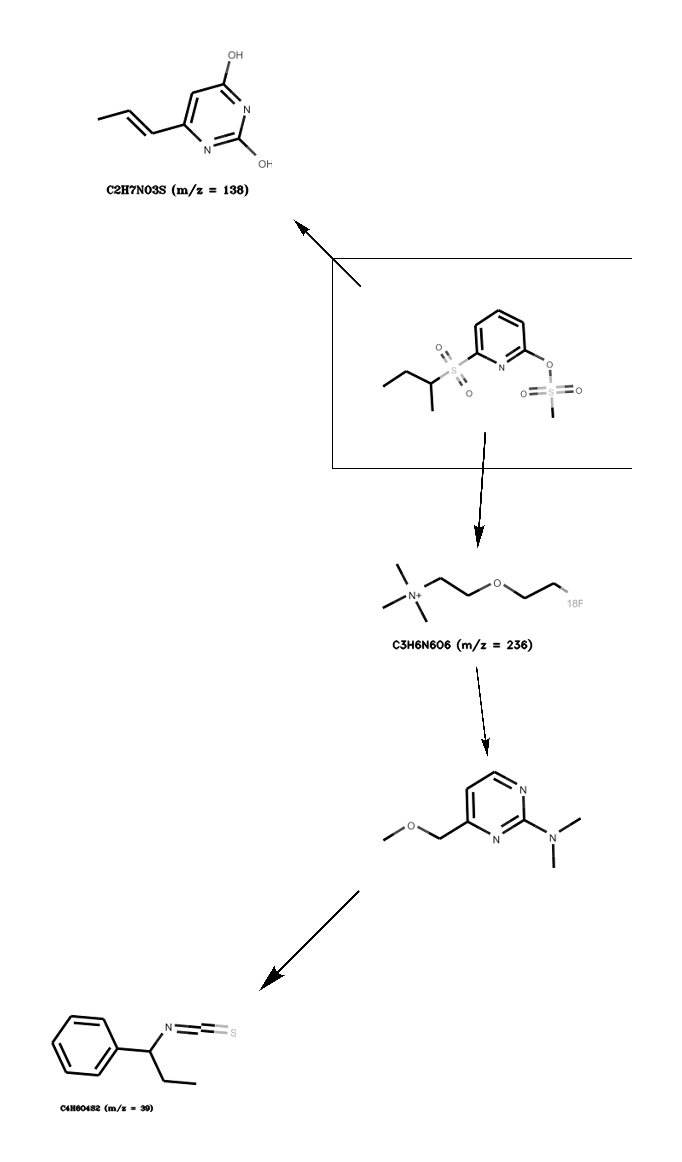 OH
N
N
OH
C2H7NO3S (m/z = 138)
O
S
O
N
O
O
S
O
N+
O
18F
C3H6N6O6 (m/z = 236)
N
O
N
N
N
S
C4H6O4S2 (m/z = 39)